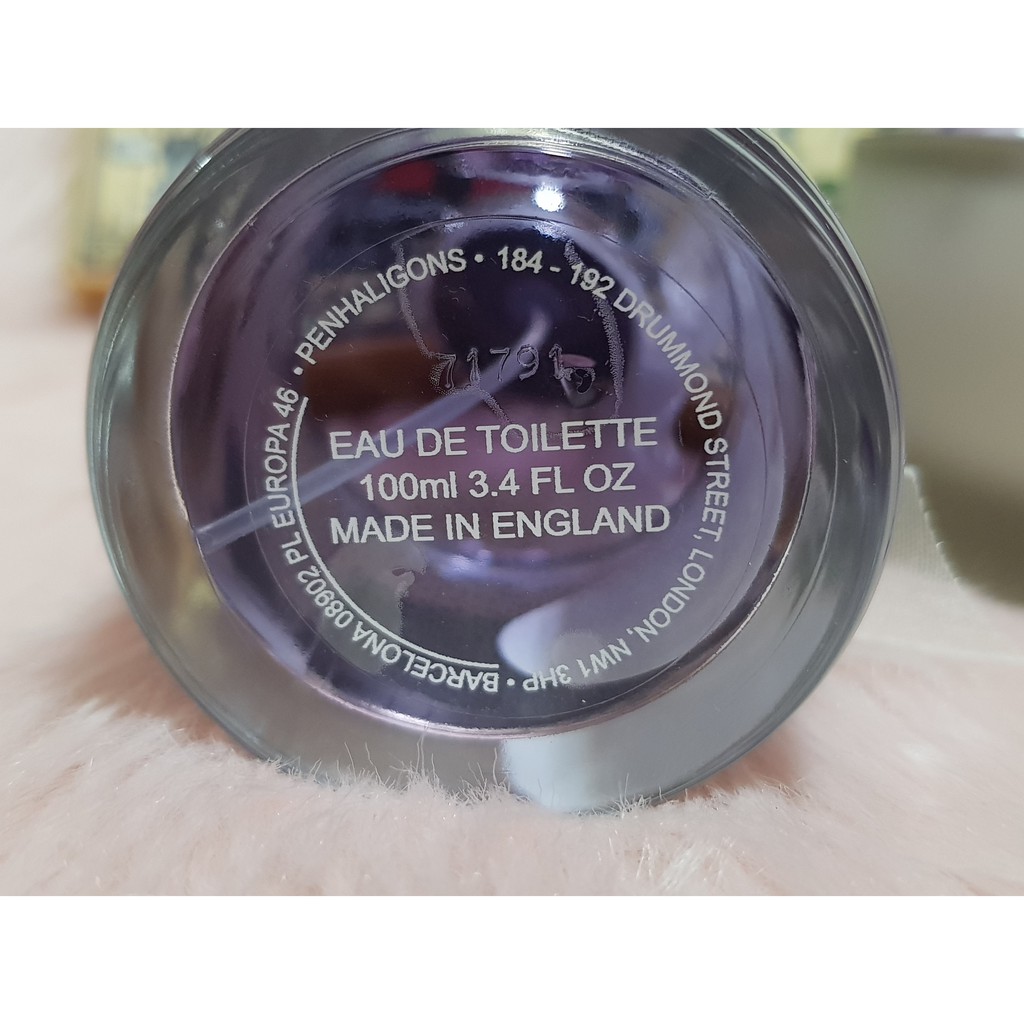 • PENHALIGONS • 184 - 192 DRUMMOND STREET, LONDON, NW1 3HP • BARCELONA 08902 PL EUROPA 46
71791
EAU DE TOILETTE
100ml 3.4 FL OZ
MADE IN ENGLAND